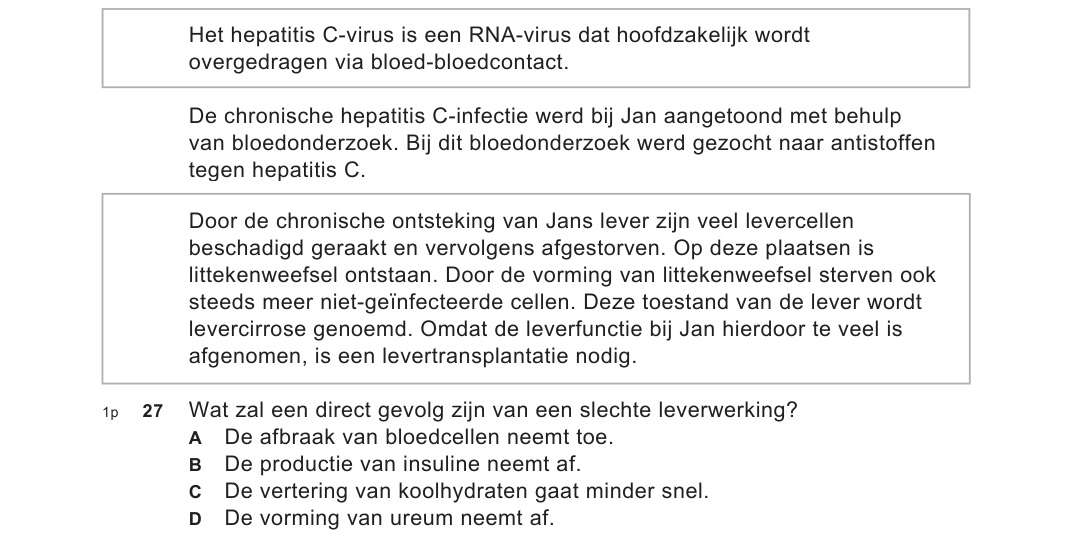 Het hepatitis C-virus is een RNA-virus dat hoofdzakelijk wordt
overgedragen via bloed-bloedcontact.
De chronische hepatitis C-infectie werd bij Jan aangetoond met behulp
van bloedonderzoek. Bij dit bloedonderzoek werd gezocht naar antistoffen
tegen hepatitis C.
Door de chronische ontsteking van Jans lever zijn veel levercellen
beschadigd geraakt en vervolgens afgestorven. Op deze plaatsen is
littekenweefsel ontstaan. Door de vorming van littekenweefsel sterven ook
steeds meer niet-geïnfecteerde cellen. Deze toestand van de lever wordt
levercirrose genoemd. Omdat de leverfunctie bij Jan hierdoor te veel is
afgenomen, is een levertransplantatie nodig.
1p 27 Wat zal een direct gevolg zijn van een slechte leverwerking?
A De afbraak van bloedcellen neemt toe.
B De productie van insuline neemt af.
C De vertering van koolhydraten gaat minder snel.
D De vorming van ureum neemt af.